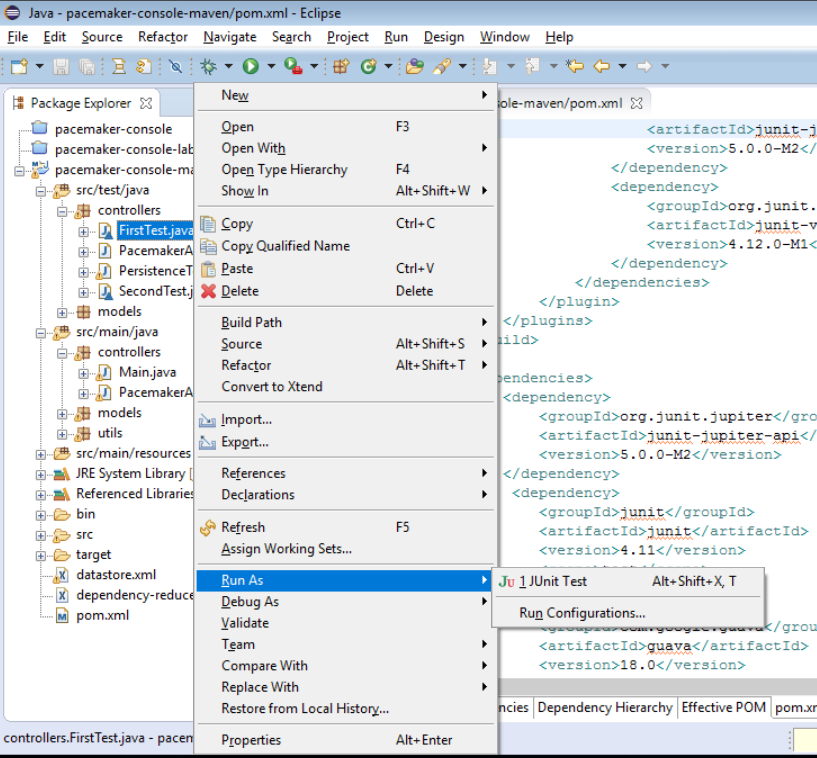 Java - pacemaker-console-maven/pom.xml - Eclipse
File Edit Source Refactor Navigate Search Project Run Design Window Help
Package Explorer
pacemaker-console
pacemaker-console-lab
pacemaker-console-ma
src/test/java
controllers
FirstTest.java
PacemakerA
PersistenceT
SecondTest.j
models
src/main/java
controllers
Main.java
PacemakerA
models
utils
src/main/resources
JRE System Library [
Referenced Libraries
bin
src
target
datastore.xml
dependency-reduce
pom.xml
New
Open F3
Open With
Open Type Hierarchy F4
Show In Alt+Shift+W
Copy Ctrl+C
Copy Qualified Name
Paste Ctrl+V
Delete Delete
Build Path
Source Alt+Shift+S
Refactor Alt+Shift+T
Convert to Xtend
Import...
Export...
References
Declarations
Refresh F5
Assign Working Sets...
Run As
Debug As
Validate
Team
Compare With
Replace With
Restore from Local History...
Properties Alt+Enter
Ju 1 JUnit Test Alt+Shift+X, T
Run Configurations...
ole-maven/pom.xml
<artifactId>junit-j
<version>5.0.0-M2</
</dependency>
<dependency>
<groupId>org.junit.
<artifactId>junit-v
<version>4.12.0-M1<
</dependency>
</dependencies>
</plugin>
</plugins>
ild>
endencies>
<dependency>
<groupId>org.junit.jupiter</gro
<artifactId>junit-jupiter-api</
<version>5.0.0-M2</version>
</dependency>
<dependency>
<groupId>junit</groupId>
<artifactId>junit</artifactId>
<version>4.11</version>
<groupId>com.google.guava</grou
<artifactId>guava</artifactId>
<version>18.0</version>
ncies Dependency Hierarchy Effective POM pom.xm
controllers.FirstTest.java - pacem